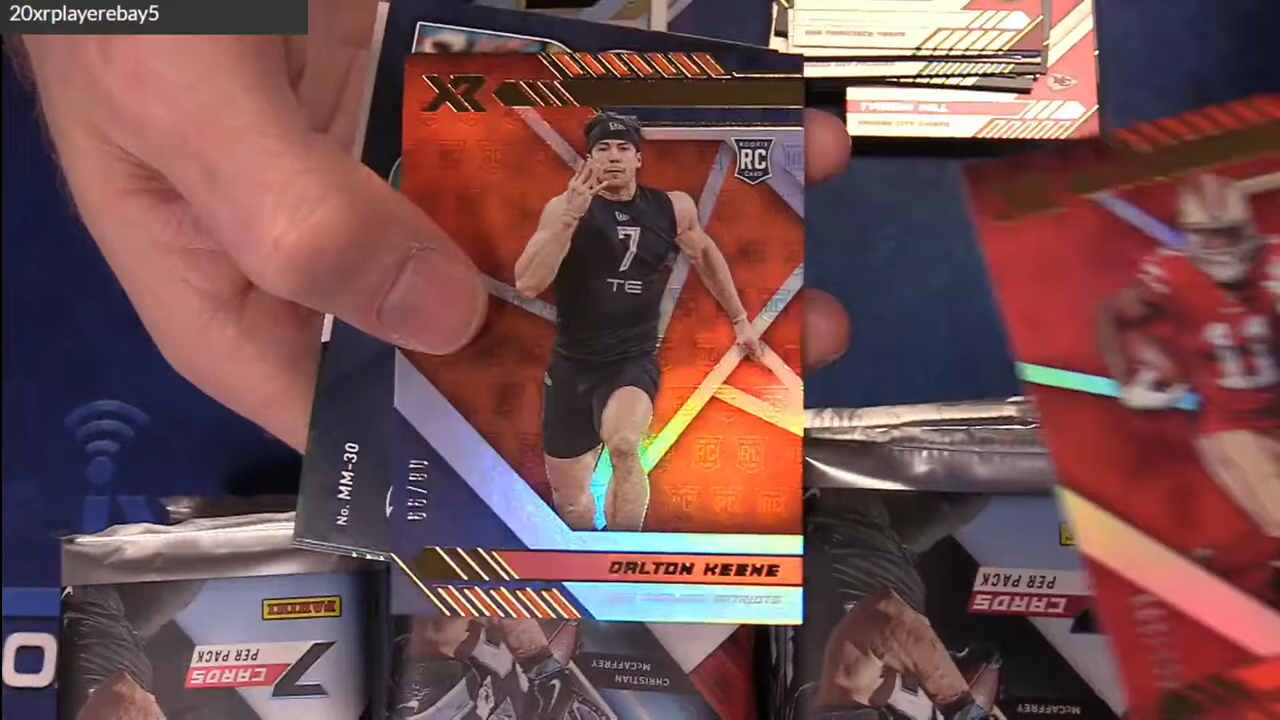 20xrplayerebay5
XR
ROOKIE
RC
CARD
7
TE
No. MM-30
DALTON KEENE
PATRIOTS
TYREEK HILL
KANSAS CITY CHIEFS
11
PANINI
7
CARDS
PER PACK
CHRISTIAN
McCAFFREY
CARDS
PER PACK
McCAFFREY
O